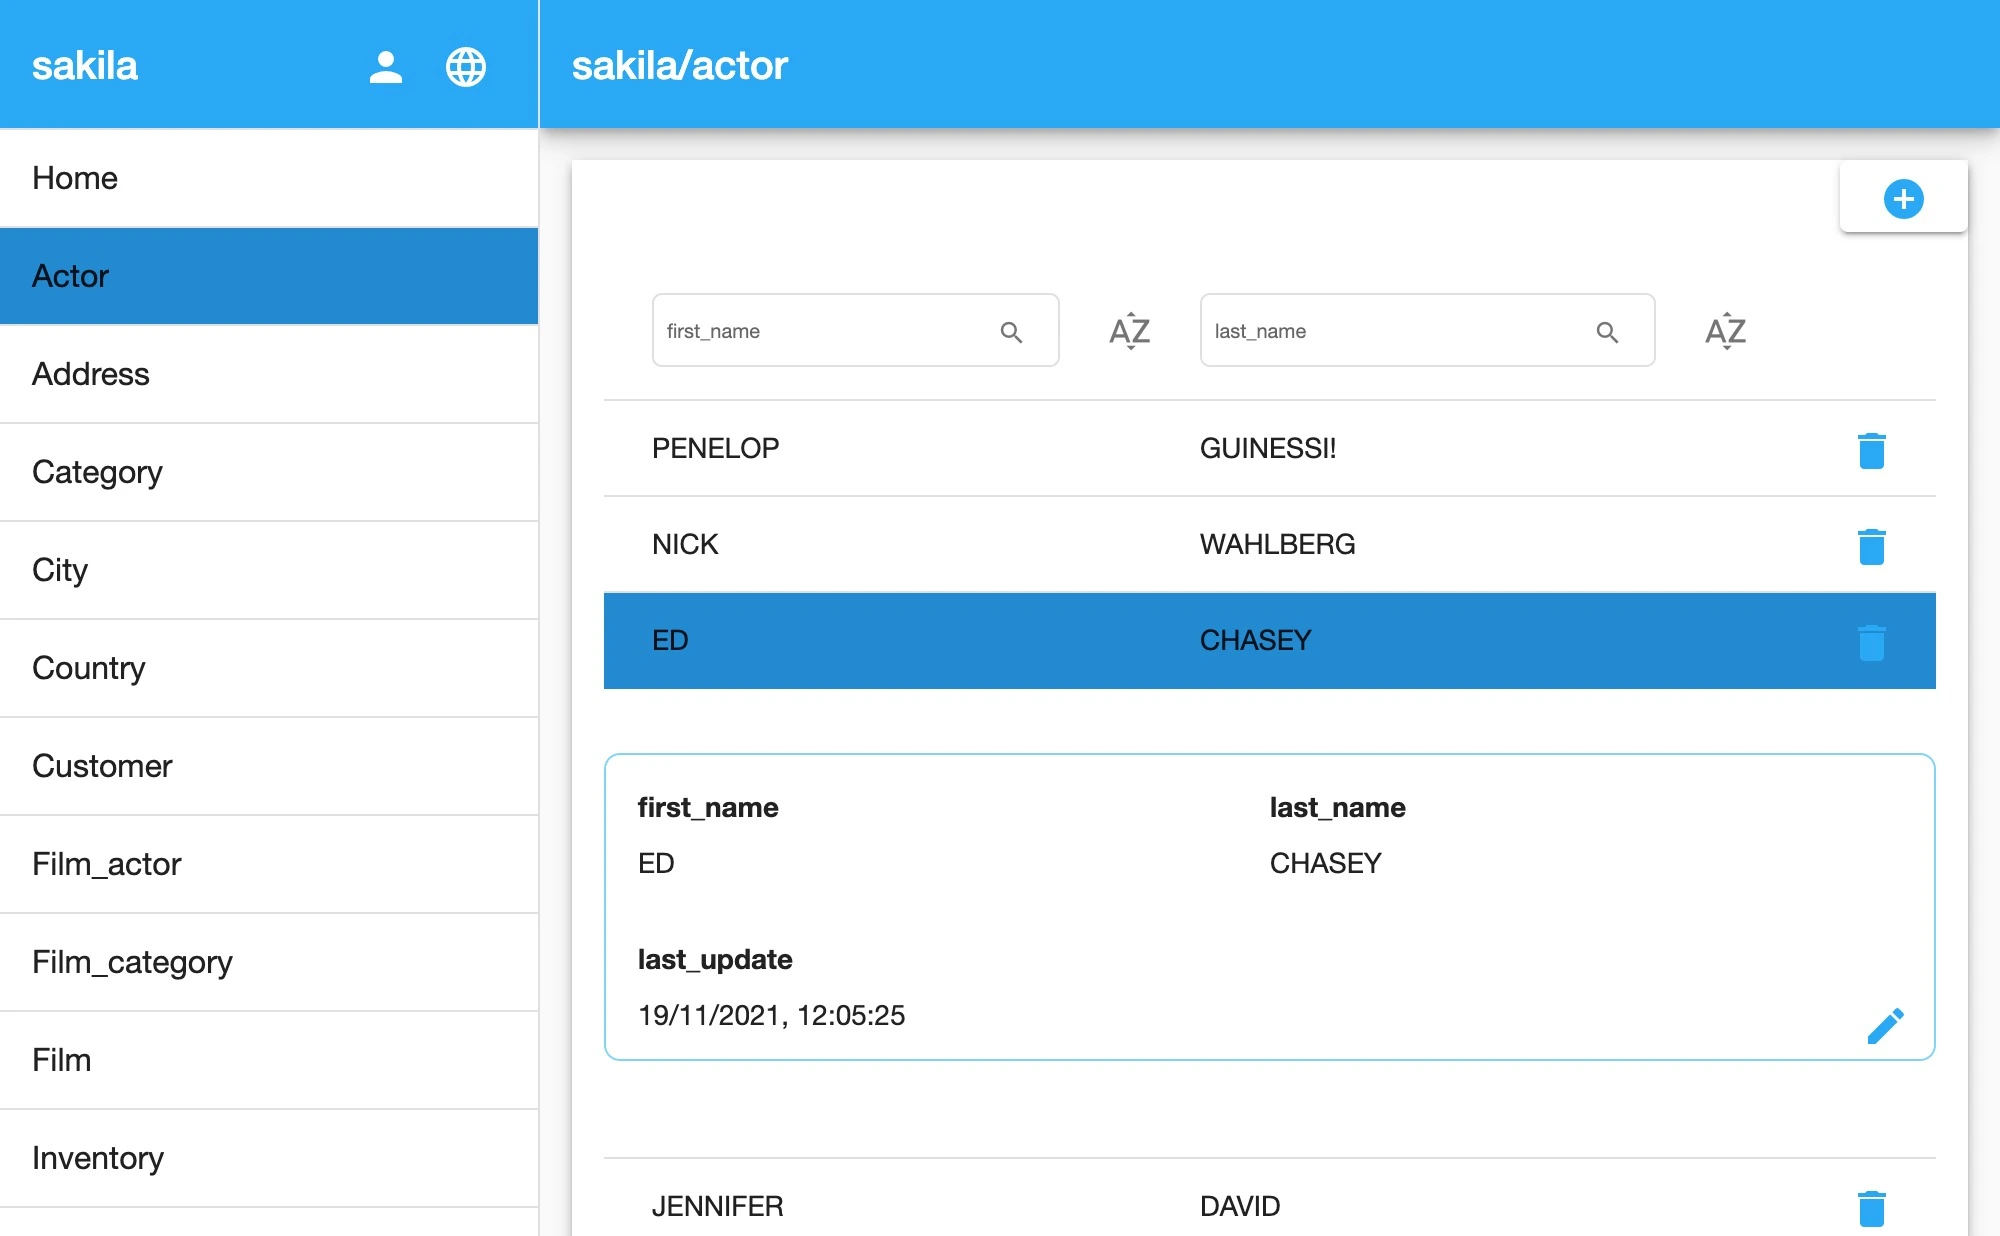 sakila
Home
Actor
Address
Category
City
Country
Customer
Film_actor
Film_category
Film
Inventory
sakila/actor
first_name AZ last_name AZ
PENELOP GUINESSI!
NICK WAHLBERG
ED CHASEY
first_name last_name
ED CHASEY
last_update
19/11/2021, 12:05:25
JENNIFER DAVID